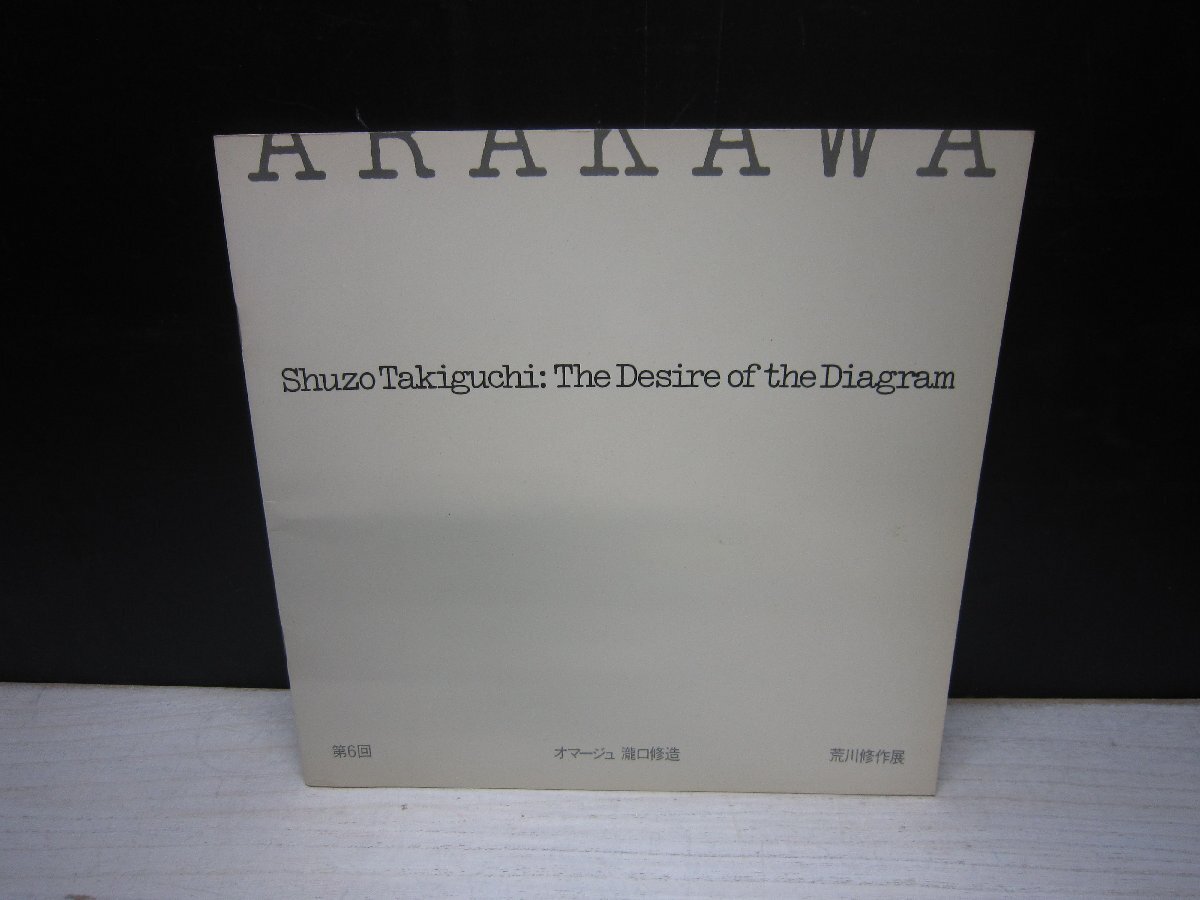 ARAKAWA
Shuzo Takiguchi: The Desire of the Diagram
第6回 オマージュ 瀧口修造 荒川修作展